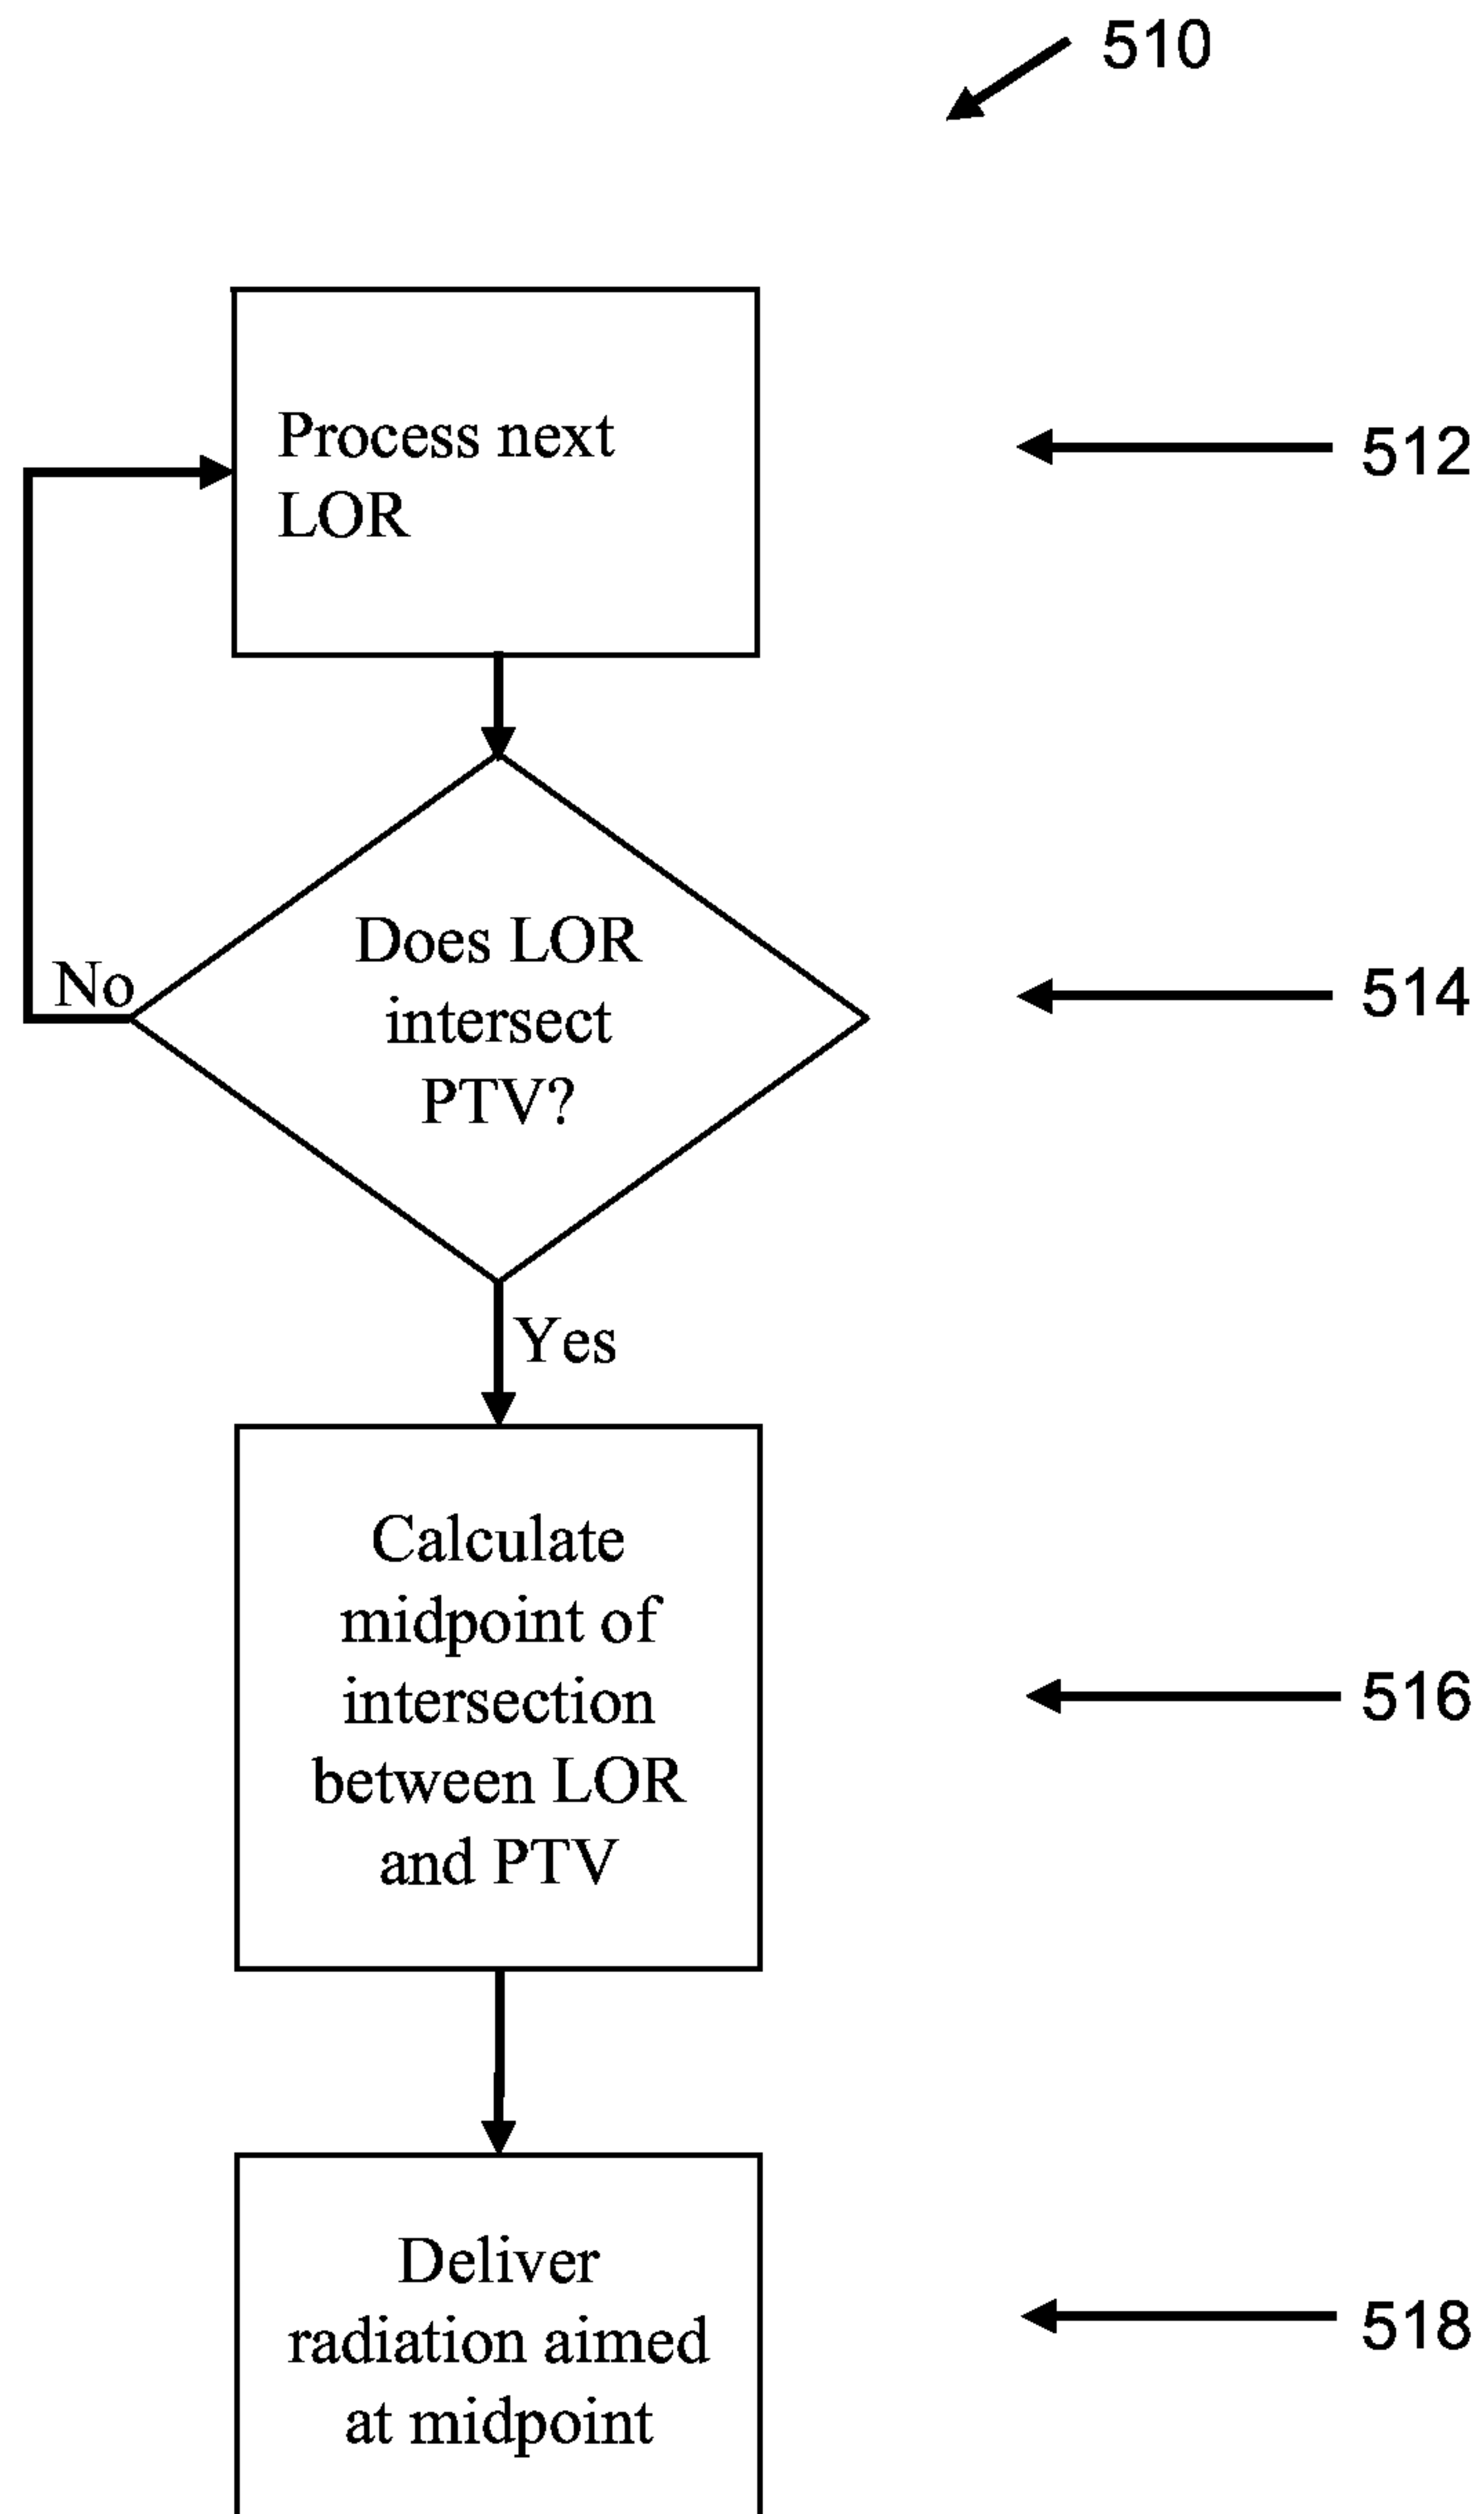 510
Process next
LOR
512
Does LOR
intersect
PTV?
514
No
Yes
Calculate
midpoint of
intersection
between LOR
and PTV
516
Deliver
radiation aimed
at midpoint
518